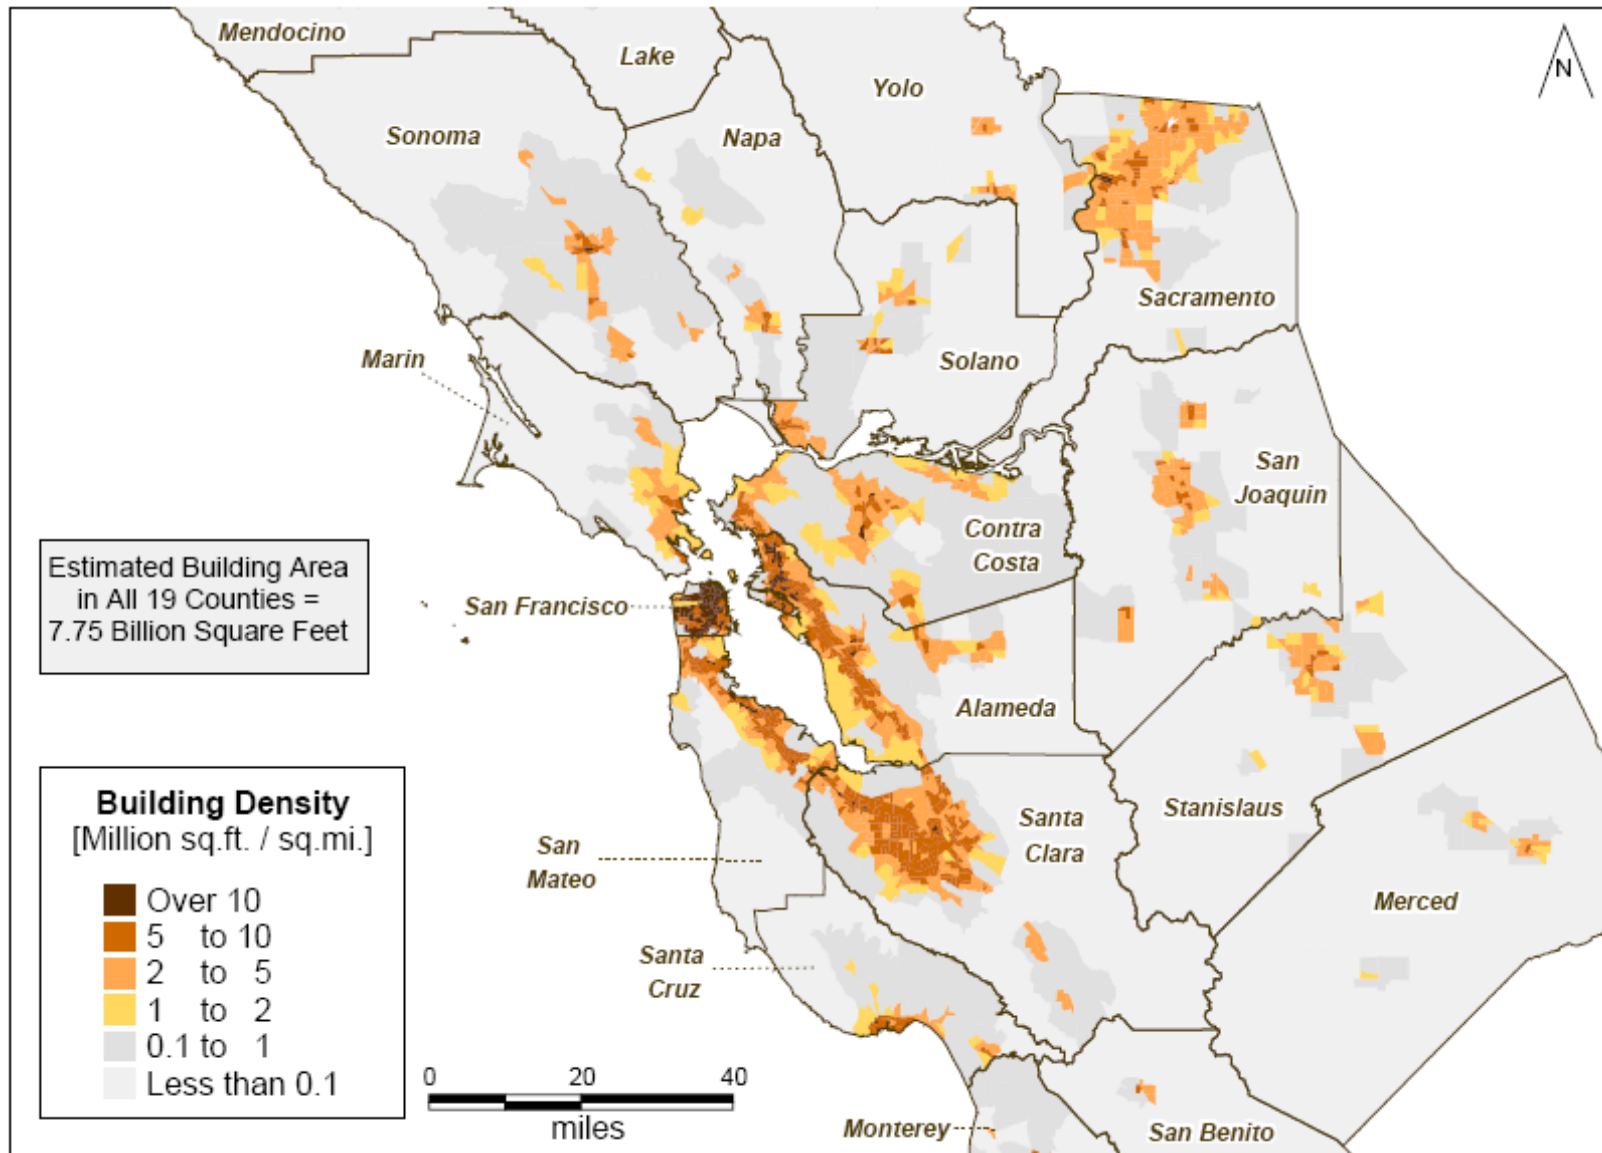 Mendocino
Lake
Yolo
N
Sonoma
Napa
Sacramento
Marin
Solano
San
Joaquin
Contra
Costa
Estimated Building Area
in All 19 Counties =
7.75 Billion Square Feet
San Francisco
Alameda
Building Density
[Million sq.ft. / sq.mi.]
Over 10
5 to 10
2 to 5
1 to 2
0.1 to 1
Less than 0.1
San
Mateo
Santa
Clara
Stanislaus
Merced
Santa
Cruz
0 20 40
miles
Monterey
San Benito